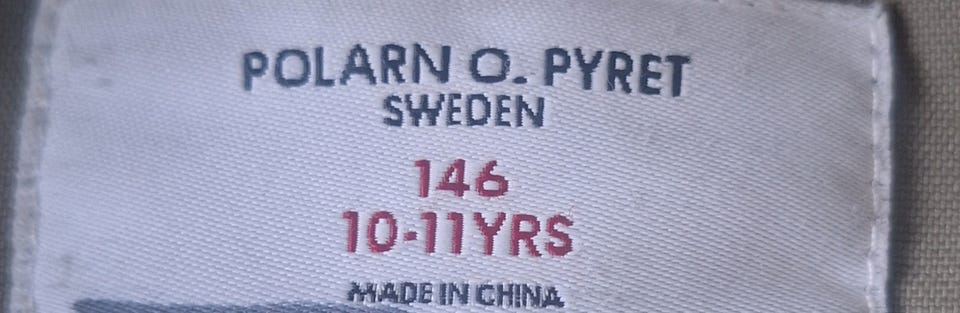 POLARN O. PYRET
SWEDEN
146
10-11YRS
MADE IN CHINA